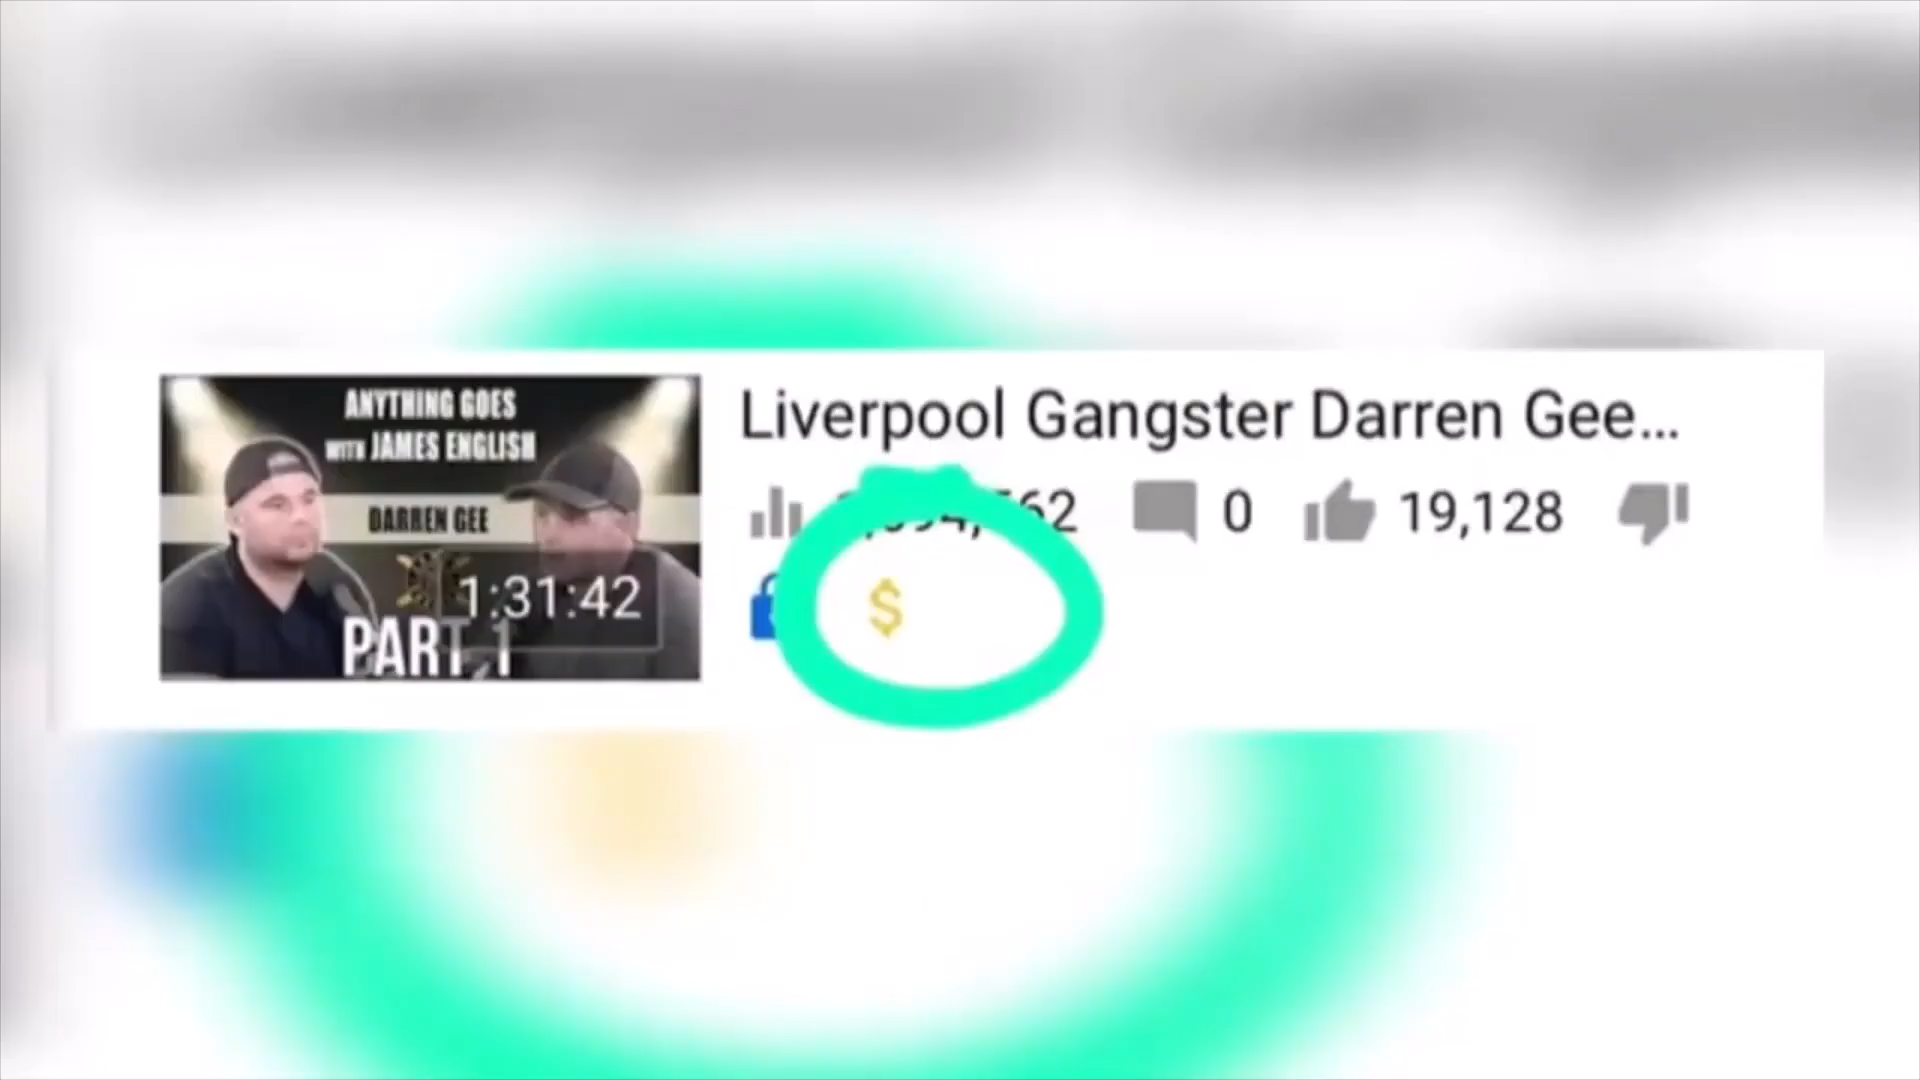 ANYTHING GOES
WITH JAMES ENGLISH
DARREN GEE
1:31:42
PART 1
Liverpool Gangster Darren Gee...
0
19,128
$